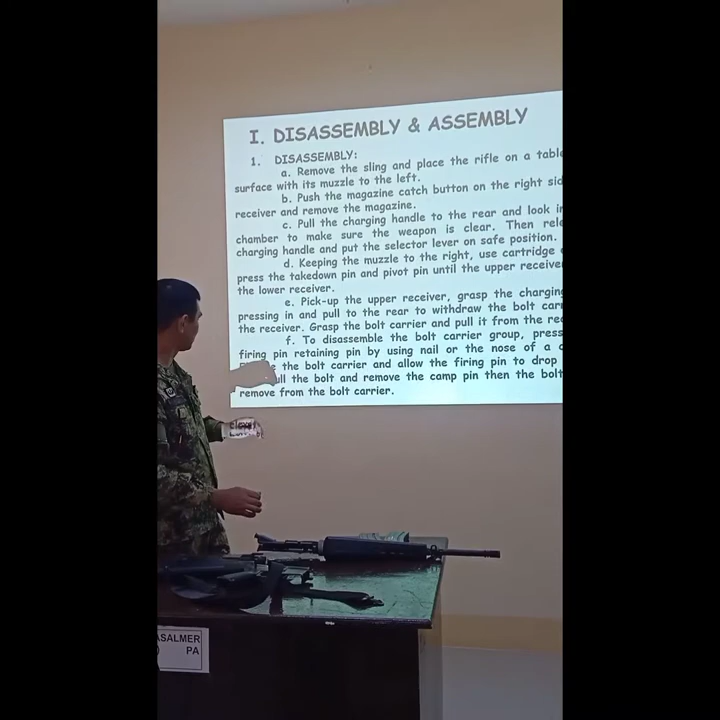 I. DISASSEMBLY & ASSEMBLY
1. DISASSEMBLY:
a. Remove the sling and place the rifle on a table
surface with its muzzle to the left.
b. Push the magazine catch button on the right sid
receiver and remove the magazine.
c. Pull the charging handle to the rear and look in
chamber to make sure the weapon is clear. Then rele
charging handle and put the selector lever on safe position.
d. Keeping the muzzle to the right, use cartridge
press the takedown pin and pivot pin until the upper receive
the lower receiver.
e. Pick-up the upper receiver, grasp the charging
pressing in and pull to the rear to withdraw the bolt carr
the receiver. Grasp the bolt carrier and pull it from the rec
f. To disassemble the bolt carrier group, press
firing pin retaining pin by using nail or the nose of a c
the bolt carrier and allow the firing pin to drop
ull the bolt and remove the camp pin then the bolt
remove from the bolt carrier.
ASALMER
) PA